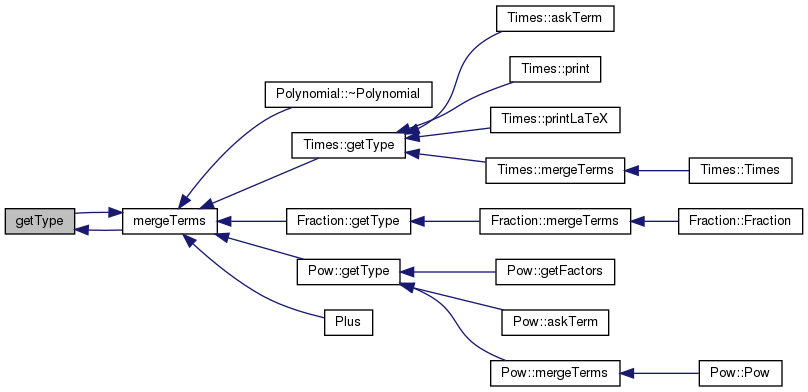 Times::askTerm
Times::print
Polynomial::~Polynomial
Times::printLaTeX
Times::getType
Times::mergeTerms
Times::Times
getType
mergeTerms
Fraction::getType
Fraction::mergeTerms
Fraction::Fraction
Pow::getType
Pow::getFactors
Plus
Pow::askTerm
Pow::mergeTerms
Pow::Pow